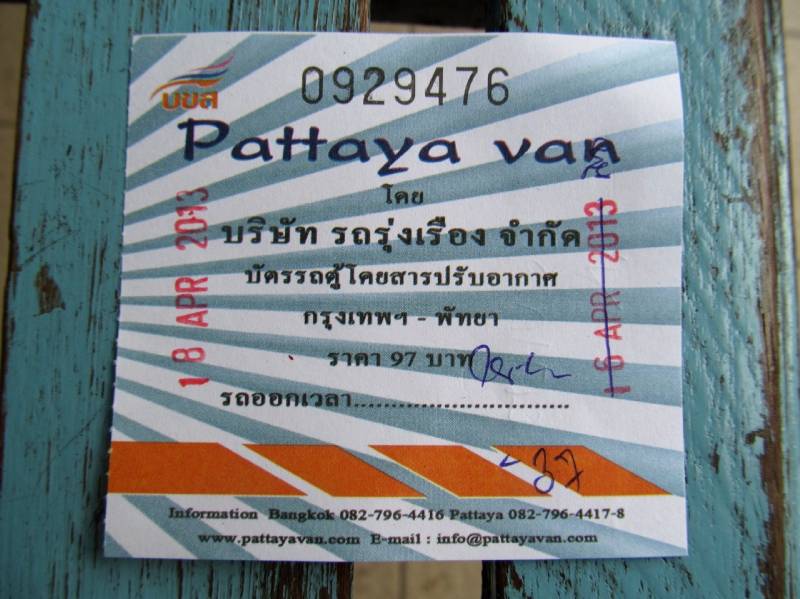 บขส
0929476
Pattaya van
โดย
บริษัท รถรุ่งเรือง จำกัด
บัตรรถตู้โดยสารปรับอากาศ
กรุงเทพฯ - พัทยา
ราคา 97 บาท
รถออกเวลา..............................
18 APR 2013
16 APR 2013
37
Information Bangkok 082-796-4416 Pattaya 082-796-4417-8
www.pattayavan.com E-mail : info@pattayavan.com